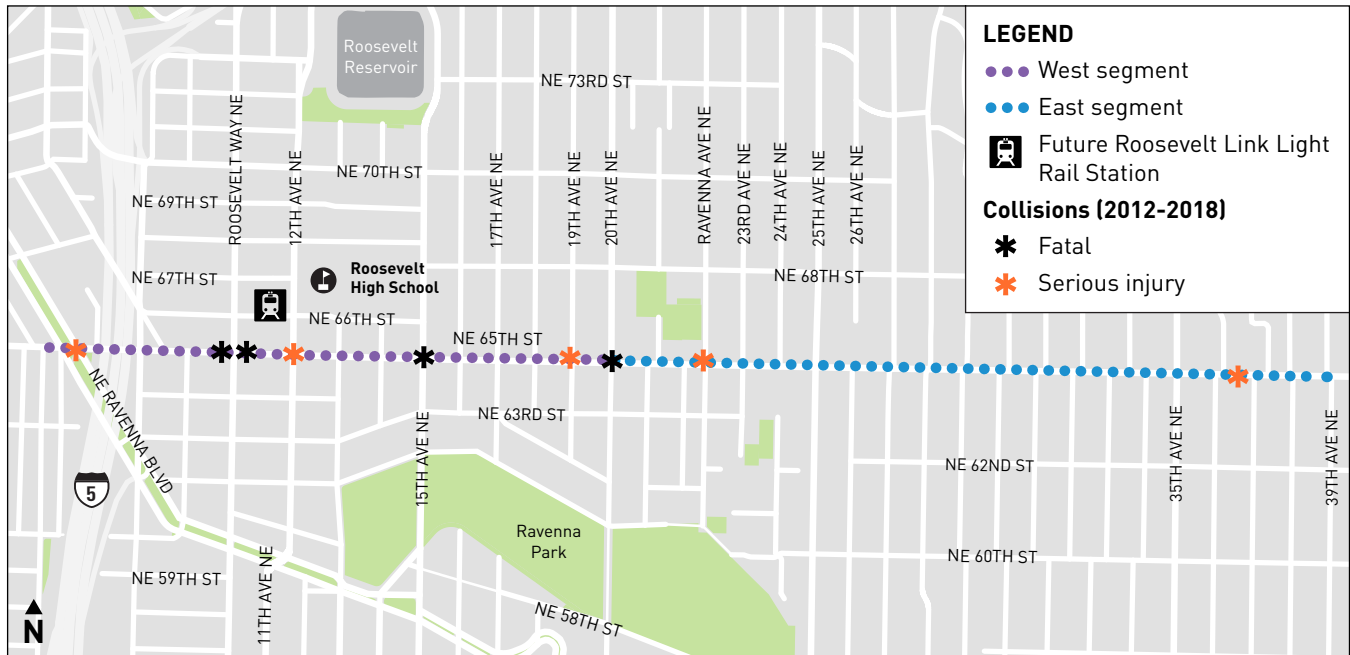 LEGEND
West segment
East segment
Future Roosevelt Link Light
Rail Station
Collisions (2012-2018)
Fatal
Serious injury
Roosevelt
Reservoir
NE 73RD ST
NE 70TH ST
NE 69TH ST
ROOSEVELT WAY NE
12TH AVE NE
17TH AVE NE
19TH AVE NE
20TH AVE NE
RAVENNA AVE NE
23RD AVE NE
24TH AVE NE
25TH AVE NE
26TH AVE NE
NE 67TH ST
Roosevelt
High School
NE 68TH ST
NE 66TH ST
NE 65TH ST
NE RAVENNA BLVD
NE 63RD ST
15TH AVE NE
NE 62ND ST
35TH AVE NE
39TH AVE NE
5
Ravenna
Park
NE 60TH ST
NE 59TH ST
11TH AVE NE
NE 58TH ST
N